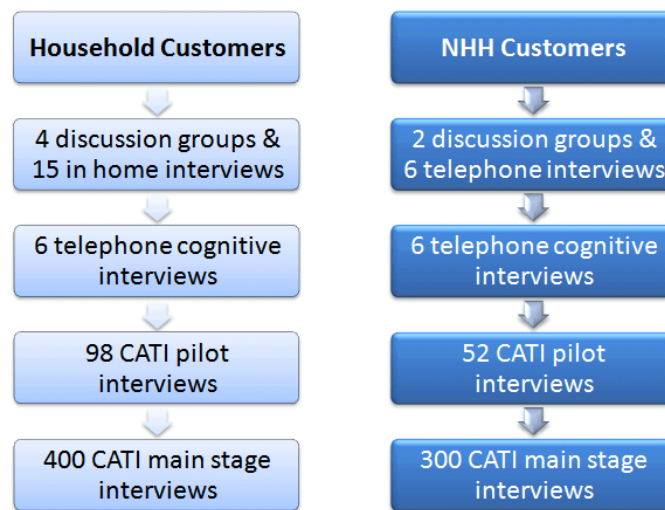 Household Customers
4 discussion groups &
15 in home interviews
6 telephone cognitive
interviews
98 CATI pilot
interviews
400 CATI main stage
interviews
NHH Customers
2 discussion groups &
6 telephone interviews
6 telephone cognitive
interviews
52 CATI pilot
interviews
300 CATI main stage
interviews